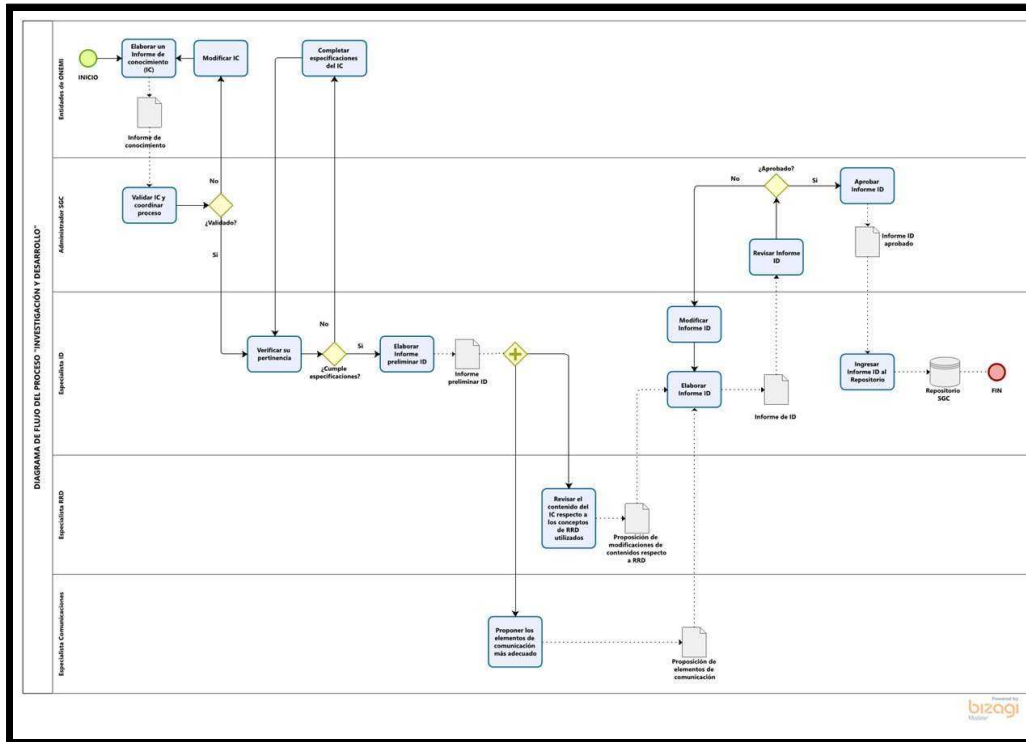 DIAGRAMA DE FLUJO DEL PROCESO "INVESTIGACIÓN Y DESARROLLO"
Entidades de ONEMI
INICIO
Elaborar un
Informe de
conocimiento
(IC)
Modificar IC
Completar
especificaciones
del IC
Informe de
conocimiento
Administrador SGC
Validar IC y
coordinar
proceso
No
¿Validado?
Si
¿Aprobado?
No
Si
Aprobar
Informe ID
Revisar Informe
ID
Informe ID
aprobado
Especialista ID
Verificar su
pertinencia
No
¿Cumple
especificaciones?
Si
Elaborar
Informe
preliminar ID
Informe
preliminar ID
Modificar
Informe ID
Elaborar
Informe ID
Informe de ID
Ingresar
Informe ID al
Repositorio
Repositorio
SGC
FIN
Especialista RRD
Revisar el
contenido del
IC respecto a
los conceptos
de RRD
utilizados
Proposición de
modificaciones de
contenidos respecto
a RRD
Especialista Comunicaciones
Proponer los
elementos de
comunicación
más adecuado
Proposición de
elementos de
comunicación
Powered by
bizagi
Modeler